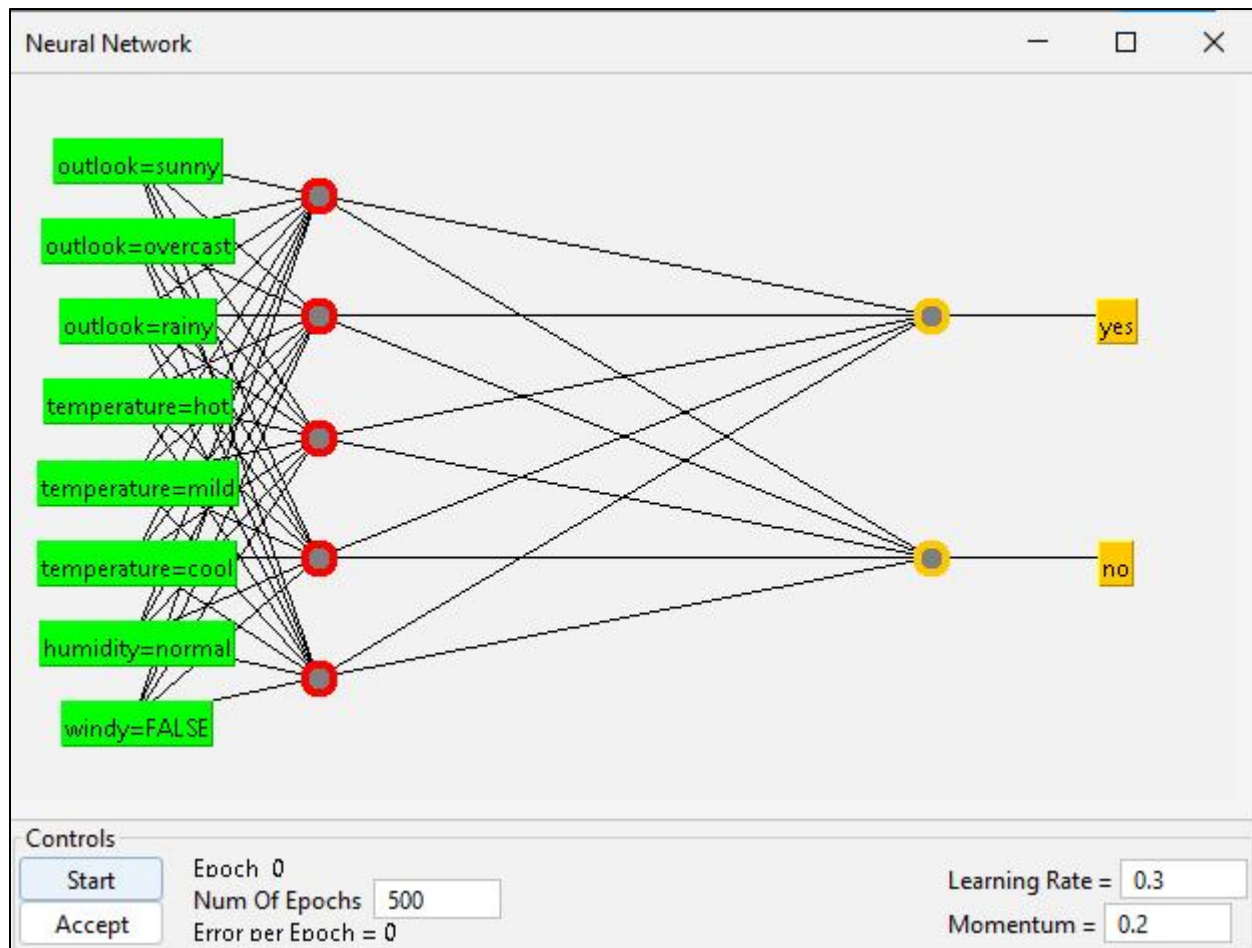 Neural Network
outlook=sunny
outlook=overcast
outlook=rainy
temperature=hot
temperature=mild
temperature=cool
humidity=normal
windy=FALSE
yes
no
Controls
Start
Accept
Epoch 0
Num Of Epochs 500
Error per Epoch = 0
Learning Rate = 0.3
Momentum = 0.2